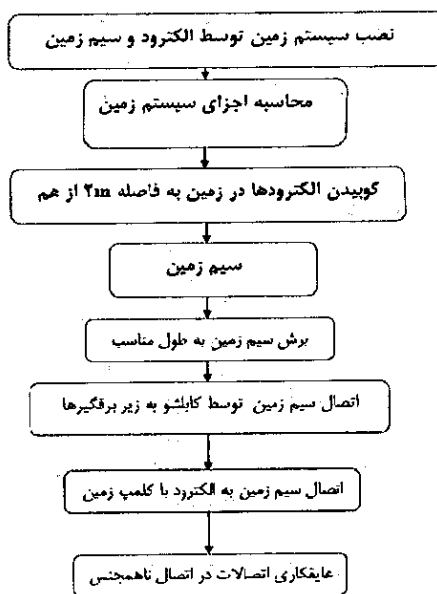 نصب سیستم زمین توسط الکترود و سیم زمین
محاسبه اجزای سیستم زمین
کوبیدن الکترودها در زمین به فاصله ۲m از هم
سیم زمین
برش سیم زمین به طول مناسب
اتصال سیم زمین توسط کابلشو به زیر برقگیرها
اتصال سیم زمین به الکترود با کلمپ زمین
عایقکاری اتصالات در اتصال ناهمجنس